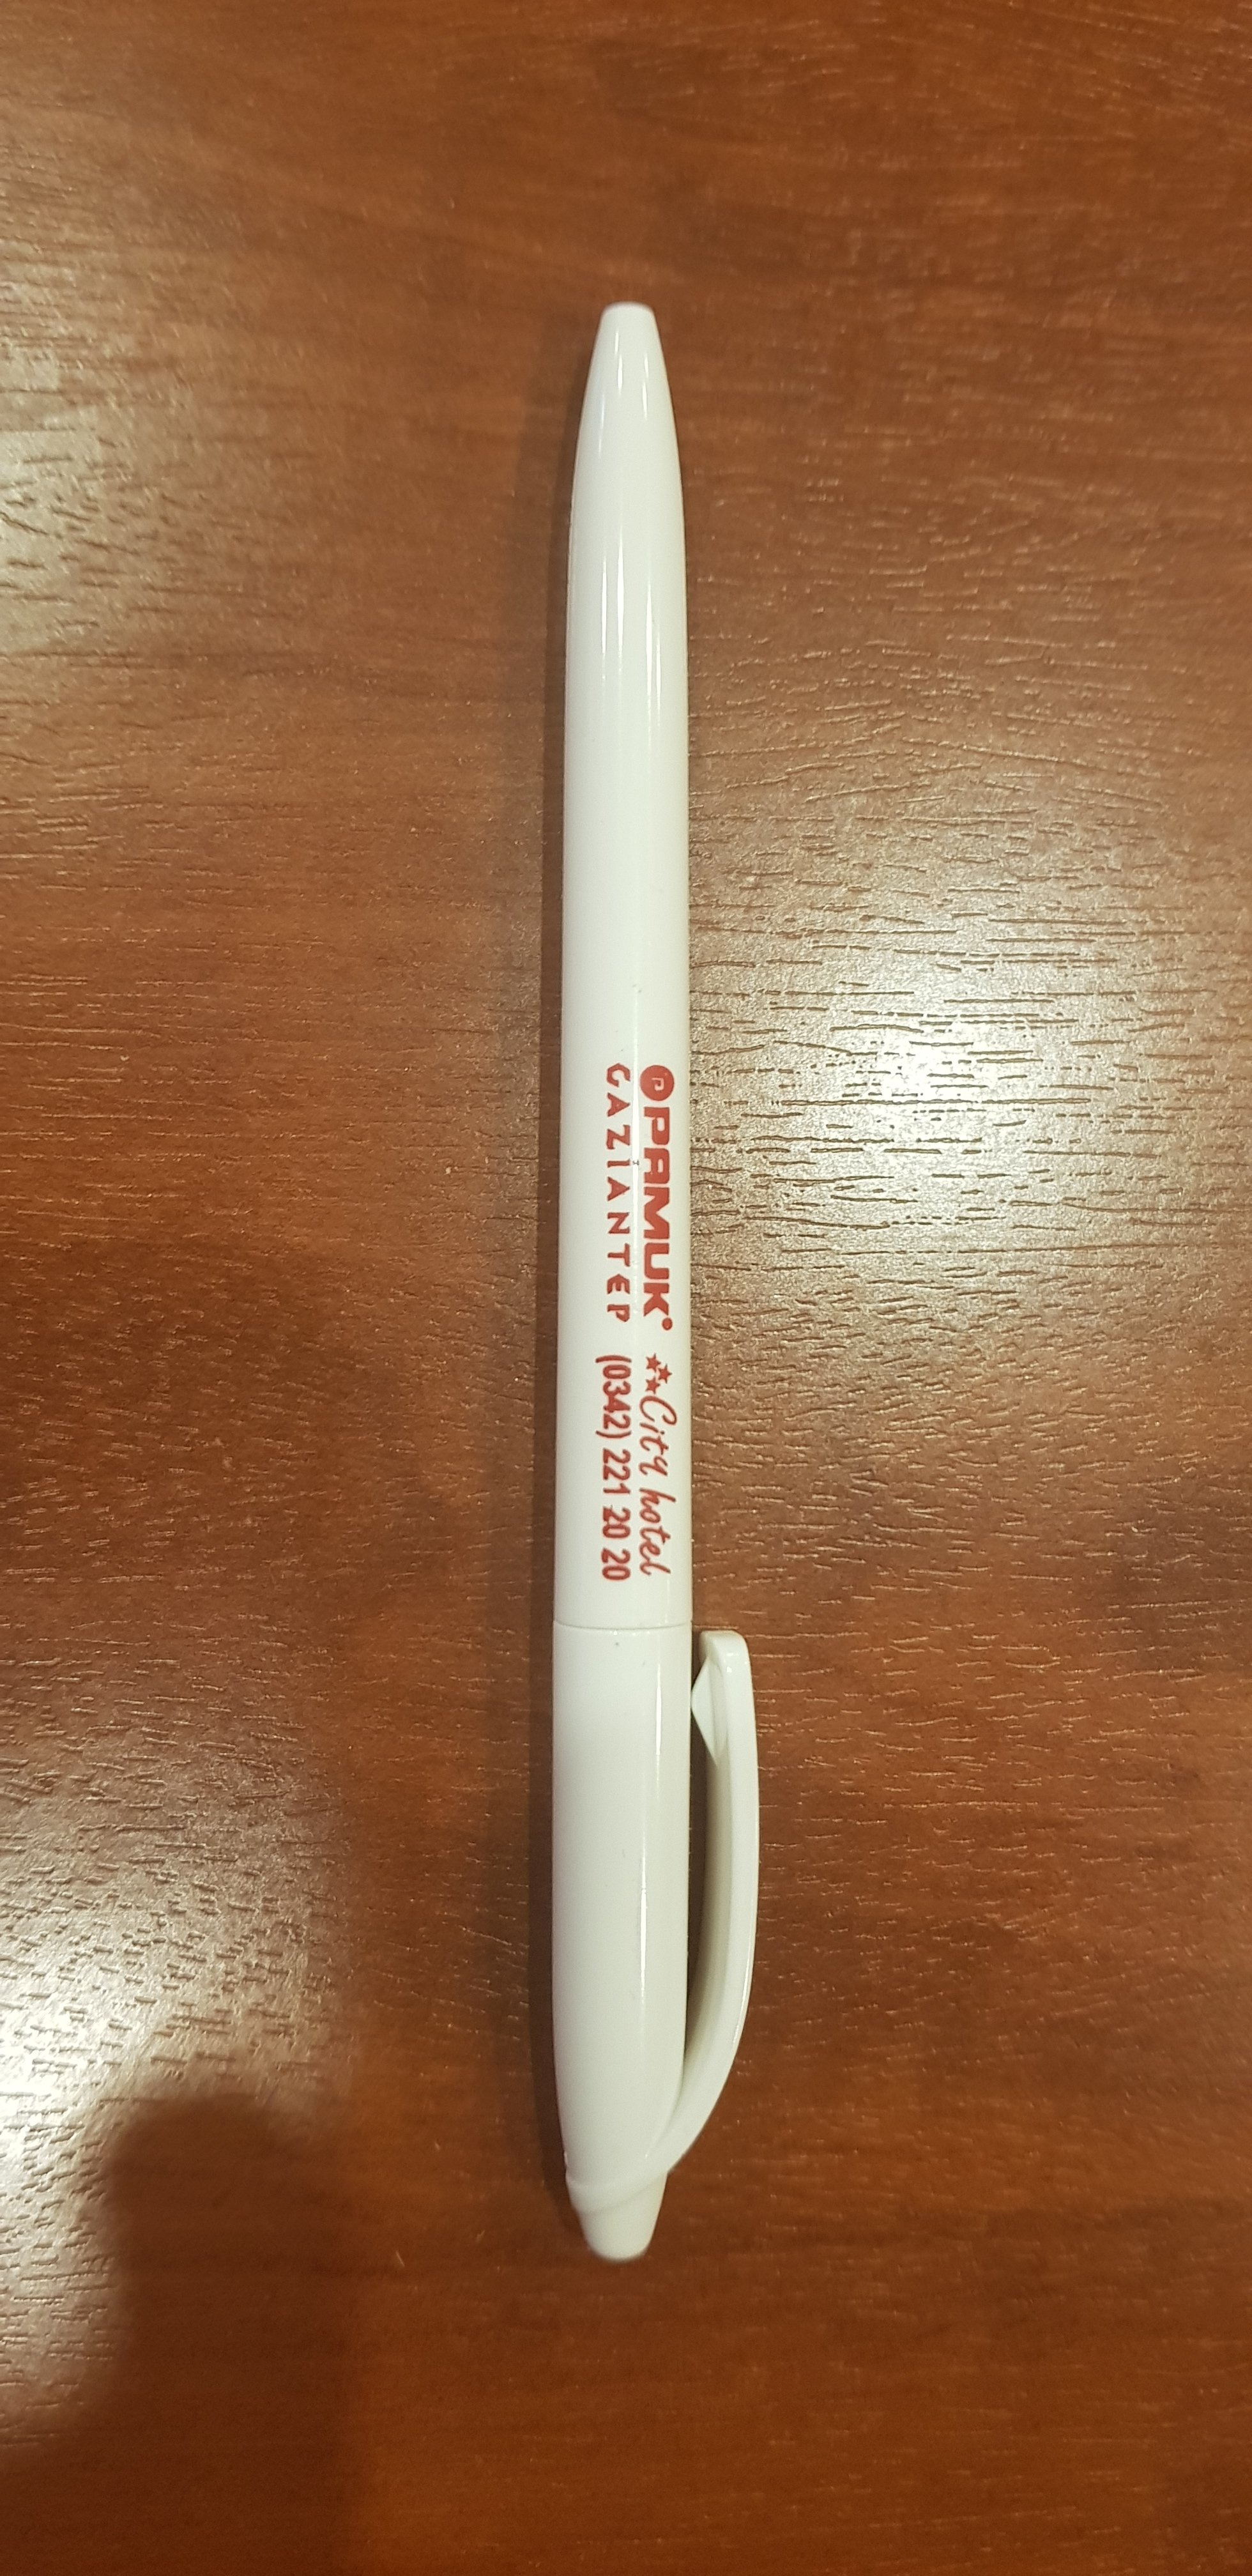 PAMUK City hotel
GAZİANTEP (0342) 221 20 20